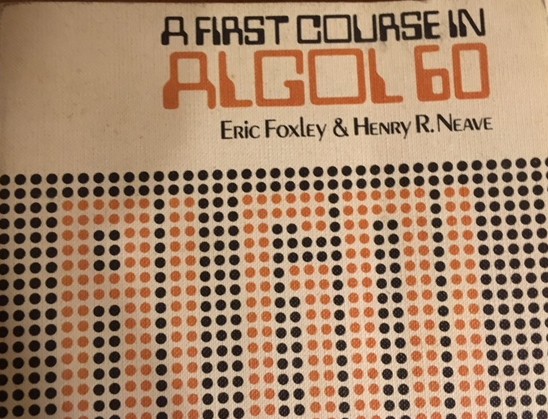 A FIRST COURSE IN
ALGOL 60
Eric Foxley & Henry R. Neave